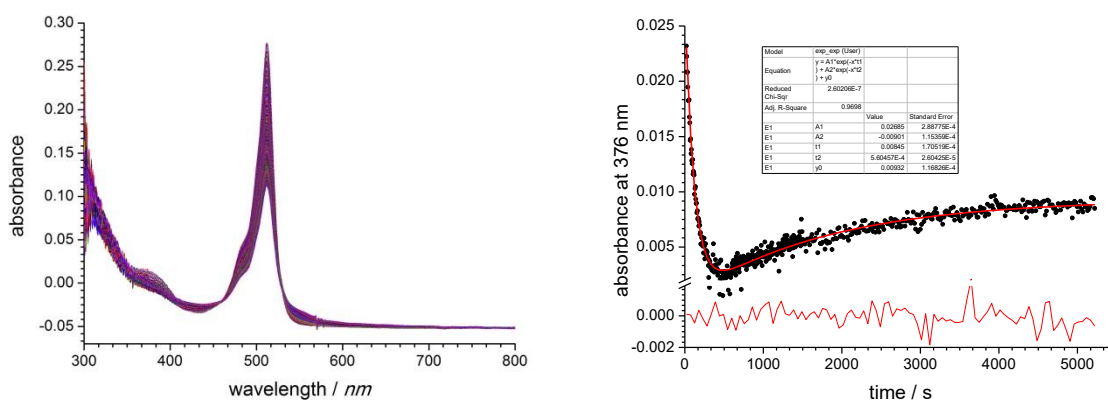 0.30
0.25
0.20
0.15
0.10
0.05
0.00
-0.05
absorbance
300 400 500 600 700 800
wavelength / nm
0.025
0.020
0.015
0.010
0.005
0.000
-0.002
absorbance at 376 nm
Model exp_exp (User)
Equation y = A1*exp(-x*t1
) + A2*exp(-x*t2
) + y0
Reduced Chi-Sqr 2.60206E-7
Adj. R-Square 0.9698
Value Standard Error
E1 A1 0.02685 2.88775E-4
E1 A2 -0.00901 1.15359E-4
E1 t1 0.00845 1.70519E-4
E1 t2 5.60457E-4 2.60425E-5
E1 y0 0.00932 1.16826E-4
0 1000 2000 3000 4000 5000
time / s